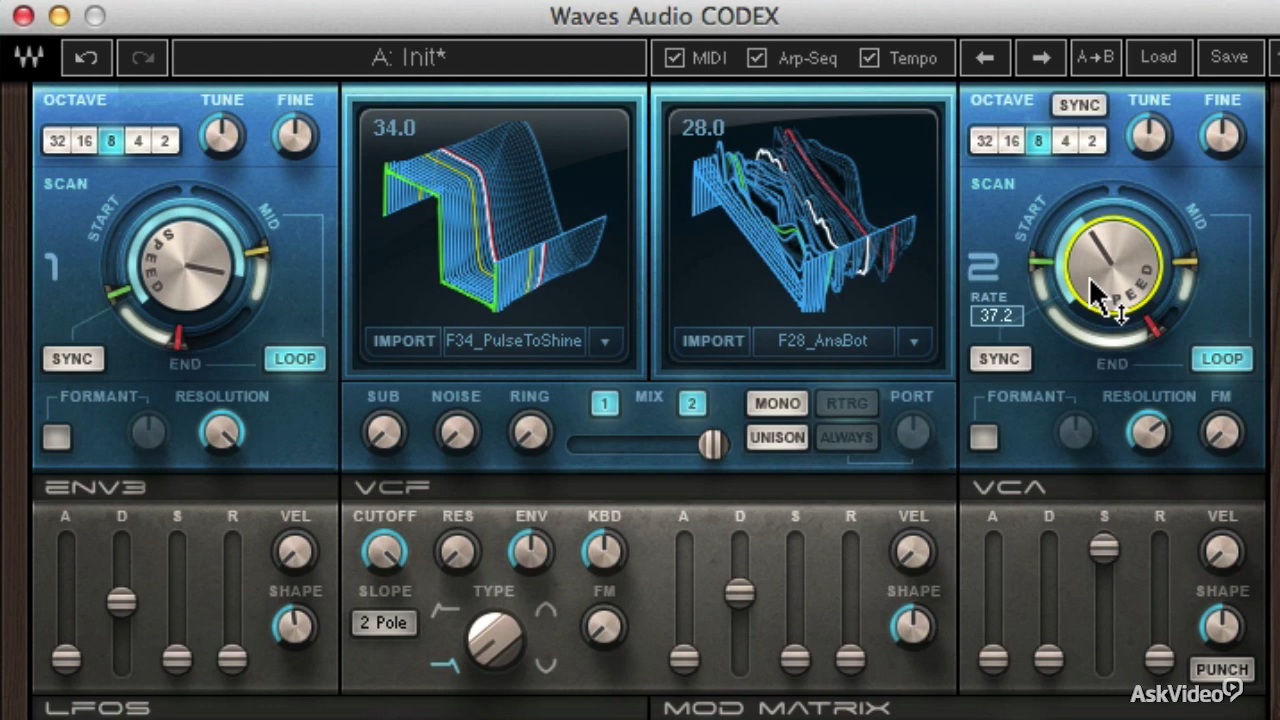 Waves Audio CODEX
A: Init*
MIDI
Arp-Seq
Tempo
A→B
Load
Save
OCTAVE
TUNE
FINE
32 16 8 4 2
SCAN
START
MID
SPEED
1
SYNC
END
LOOP
FORMANT
RESOLUTION
34.0
IMPORT
F34_PulseToShine
28.0
IMPORT
F28_AnaBot
SUB
NOISE
RING
1
MIX
2
MONO
RTRG
PORT
UNISON
ALWAYS
OCTAVE
SYNC
TUNE
FINE
32 16 8 4 2
SCAN
START
MID
SPEED
2
RATE
37.2
SYNC
END
LOOP
FORMANT
RESOLUTION
FM
ENV3
A D S R
VEL
SHAPE
VCF
CUTOFF
RES
ENV
KBD
SLOPE
TYPE
FM
2 Pole
A D S R
VEL
SHAPE
VCA
A D S R
VEL
SHAPE
PUNCH
AskVideo
LFOS
MOD MATRIX